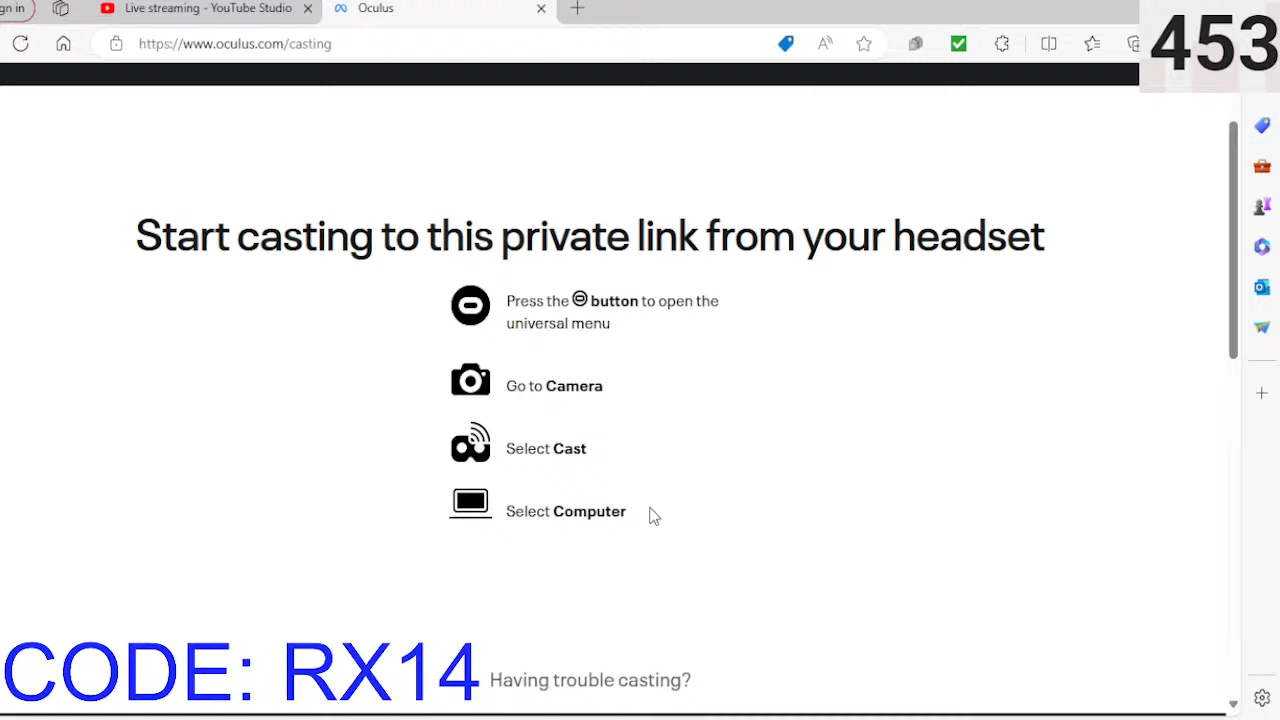 gn in
Live streaming - YouTube Studio
Oculus
https://www.oculus.com/casting
453
Start casting to this private link from your headset
Press the button to open the
universal menu
Go to Camera
Select Cast
Select Computer
CODE: RX14
Having trouble casting?